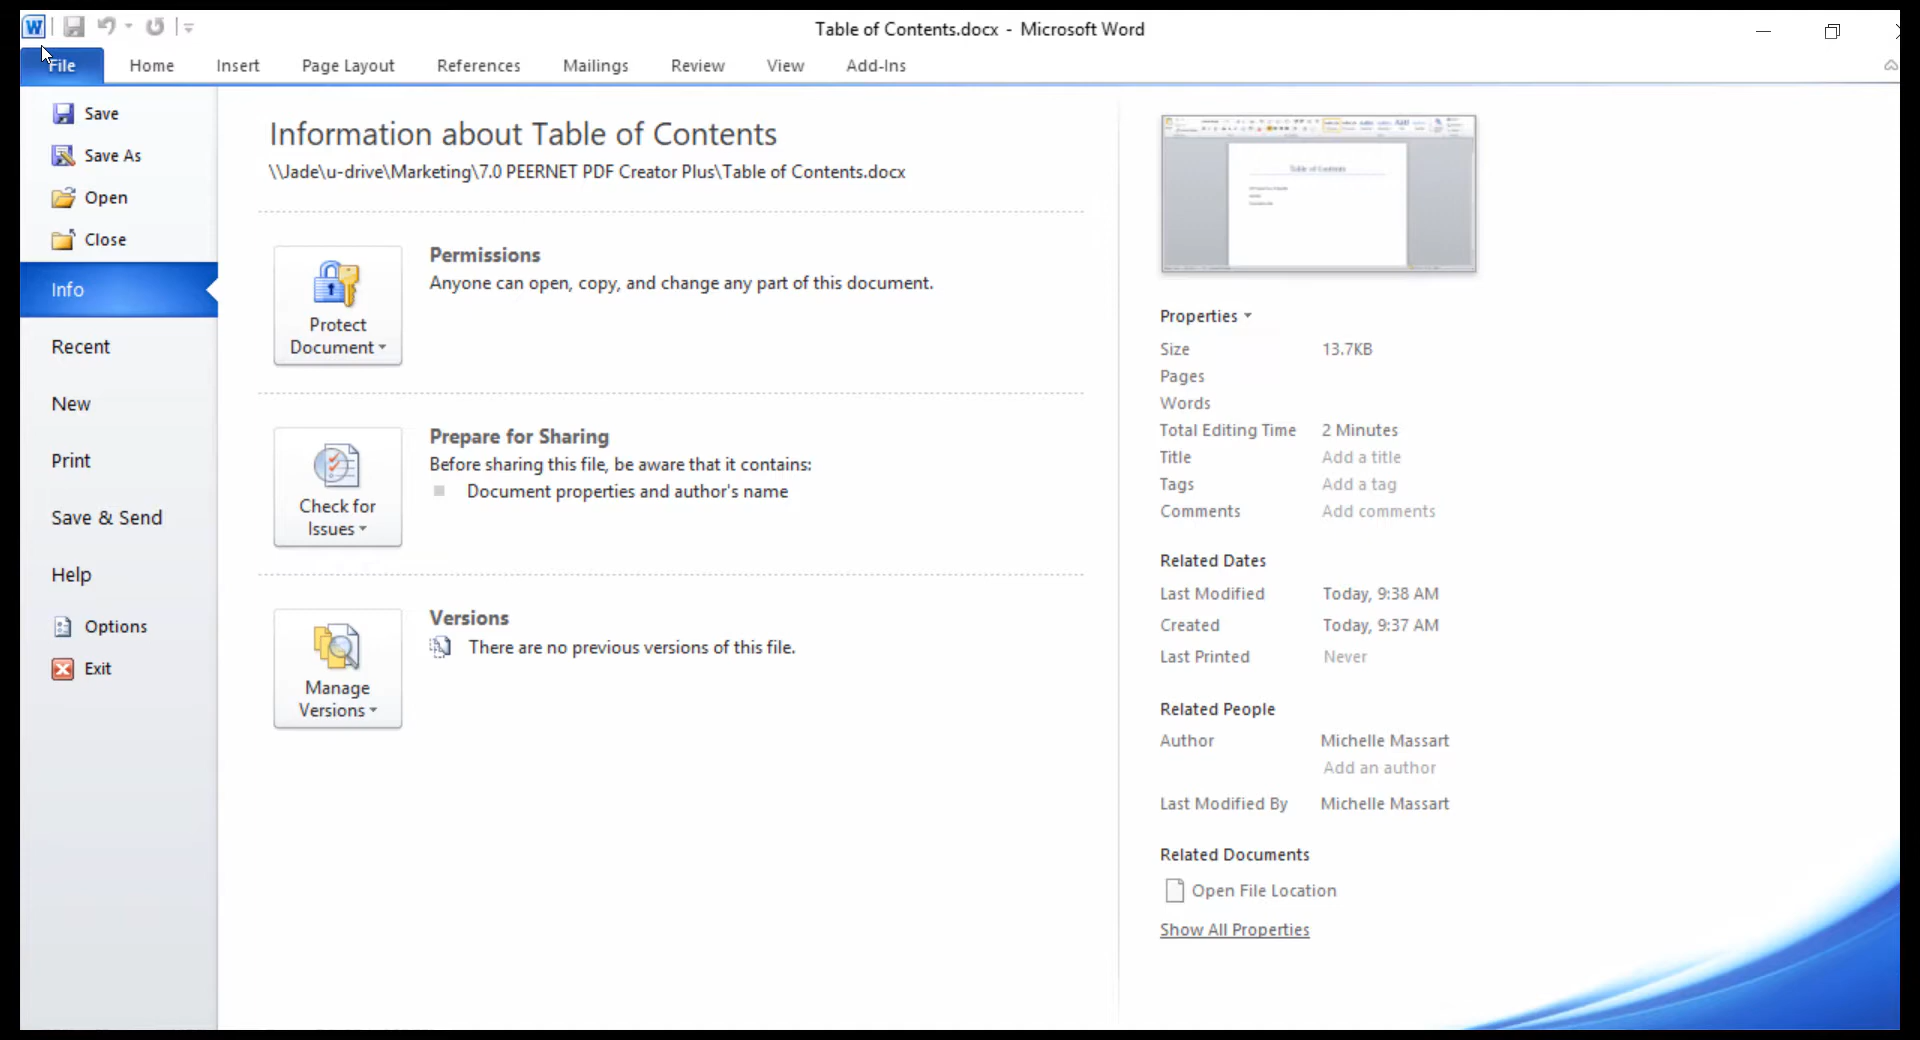 W
Table of Contents.docx - Microsoft Word
File Home Insert Page Layout References Mailings Review View Add-Ins
Save
Save As
Open
Close
Info
Recent
New
Print
Save & Send
Help
Options
Exit
Information about Table of Contents
\\Jade\u-drive\Marketing\7.0 PEERNET PDF Creator Plus\Table of Contents.docx
Protect
Document
Permissions
Anyone can open, copy, and change any part of this document.
Check for
Issues
Prepare for Sharing
Before sharing this file, be aware that it contains:
Document properties and author's name
Manage
Versions
Versions
There are no previous versions of this file.
Table of Contents
Properties
Size 13.7KB
Pages
Words
Total Editing Time 2 Minutes
Title Add a title
Tags Add a tag
Comments Add comments
Related Dates
Last Modified Today, 9:38 AM
Created Today, 9:37 AM
Last Printed Never
Related People
Author Michelle Massart
Add an author
Last Modified By Michelle Massart
Related Documents
Open File Location
Show All Properties